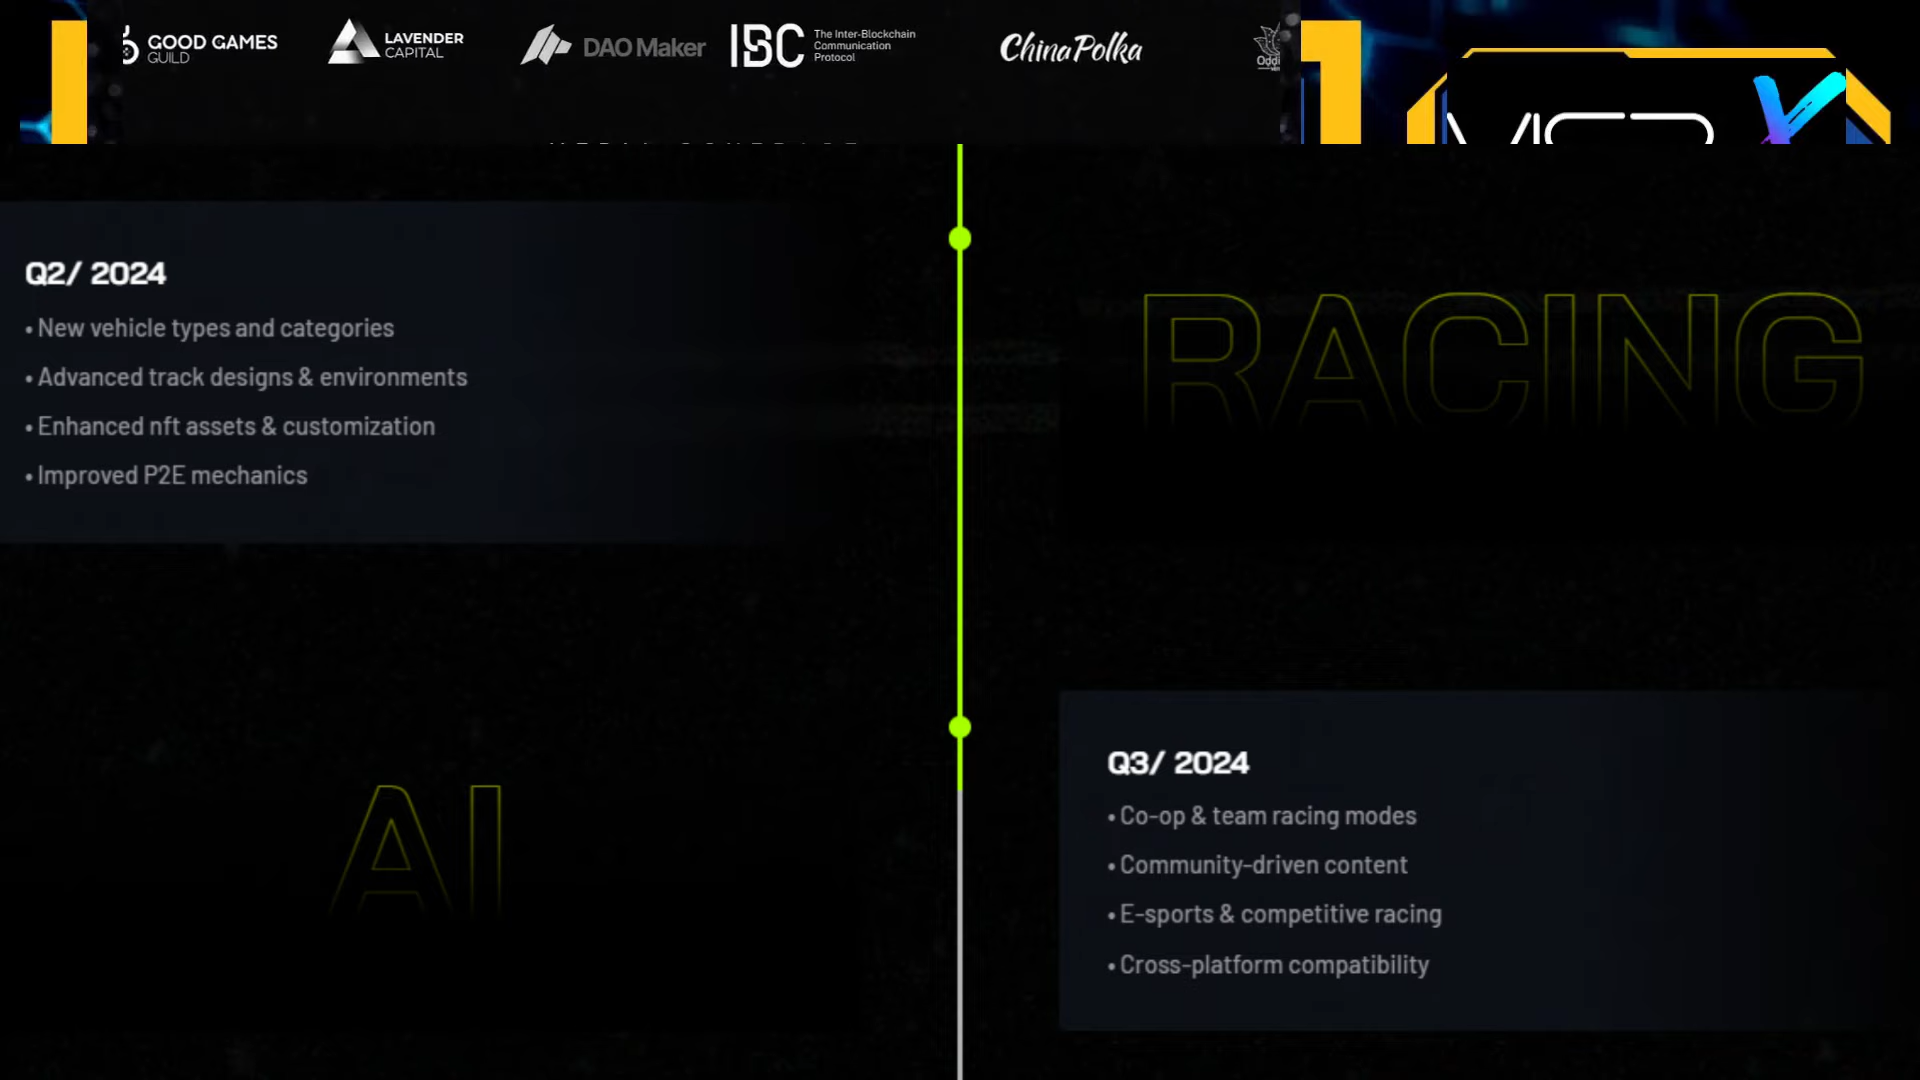 GOOD GAMES
GUILD
LAVENDER
CAPITAL
DAO Maker
IBC
The Inter-Blockchain
Communication
Protocol
ChinaPolka
Q2/ 2024
• New vehicle types and categories
• Advanced track designs & environments
• Enhanced nft assets & customization
• Improved P2E mechanics
RACING
AI
Q3/ 2024
• Co-op & team racing modes
• Community-driven content
• E-sports & competitive racing
• Cross-platform compatibility